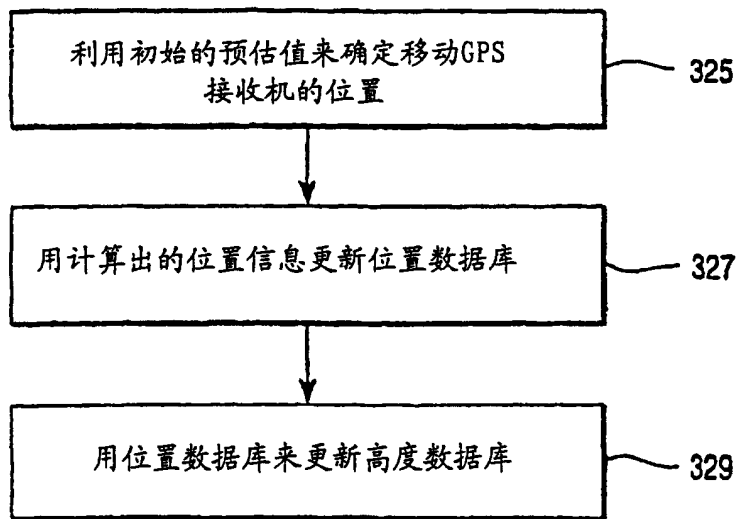 利用初始的预估值来确定移动GPS
接收机的位置
325
用计算出的位置信息更新位置数据库
327
用位置数据库来更新高度数据库
329